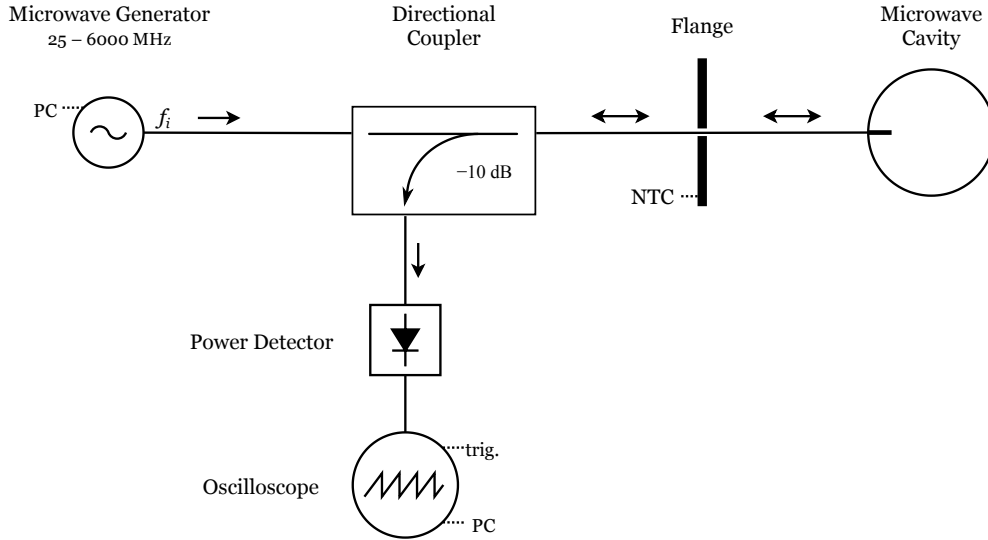 Microwave Generator
25 – 6000 MHz
Directional
Coupler
Flange
Microwave
Cavity
PC
fᵢ
−10 dB
NTC
Power Detector
trig.
Oscilloscope
PC